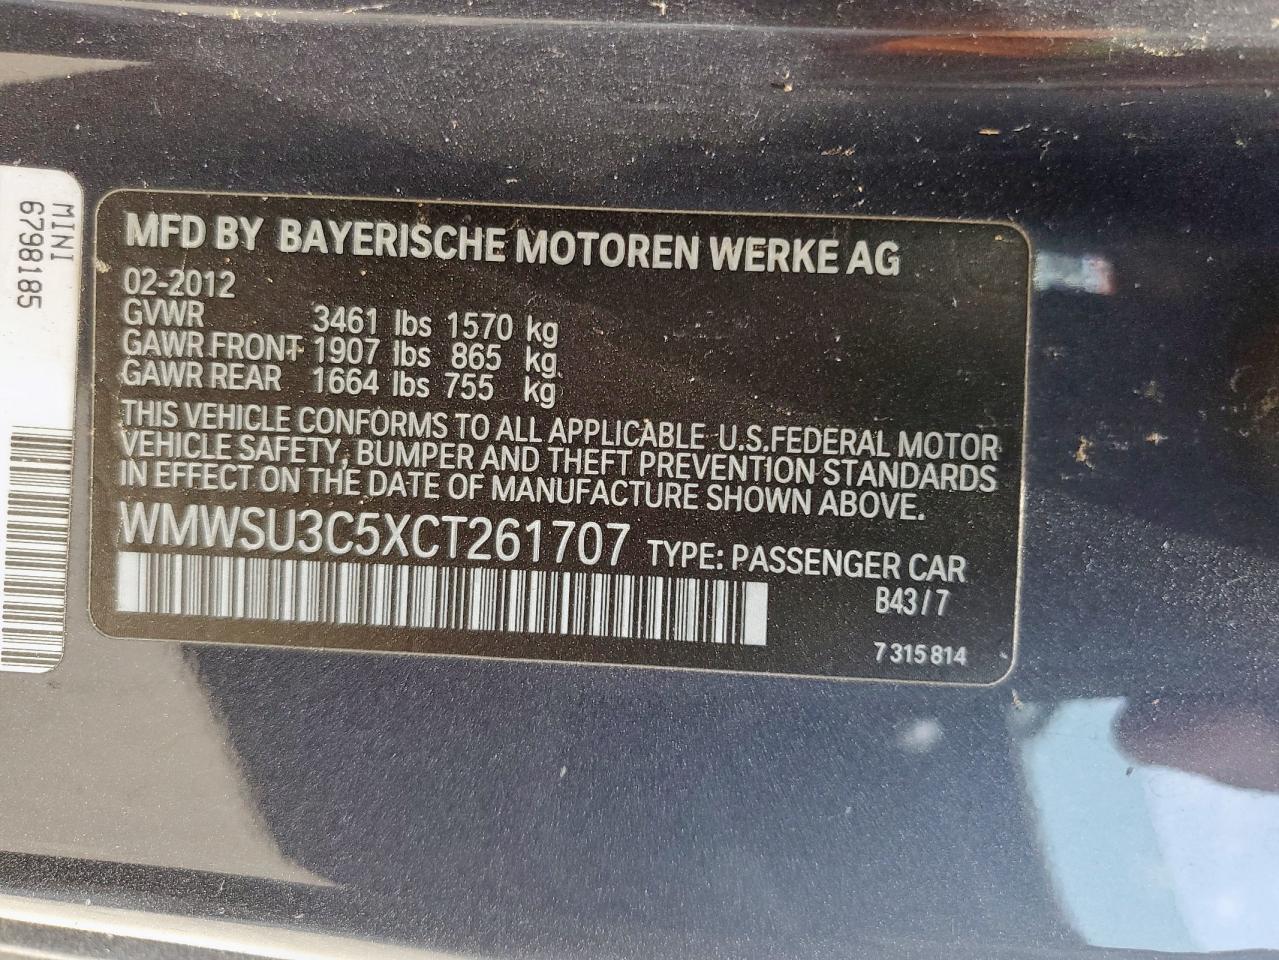 MINI
6798185
MFD BY BAYERISCHE MOTOREN WERKE AG
02-2012
GVWR 3461 lbs 1570 kg
GAWR FRONT 1907 lbs 865 kg
GAWR REAR 1664 lbs 755 kg
THIS VEHICLE CONFORMS TO ALL APPLICABLE U.S.FEDERAL MOTOR
VEHICLE SAFETY, BUMPER AND THEFT PREVENTION STANDARDS
IN EFFECT ON THE DATE OF MANUFACTURE SHOWN ABOVE.
WMWSU3C5XCT261707 TYPE: PASSENGER CAR
B43/7
7 315 814